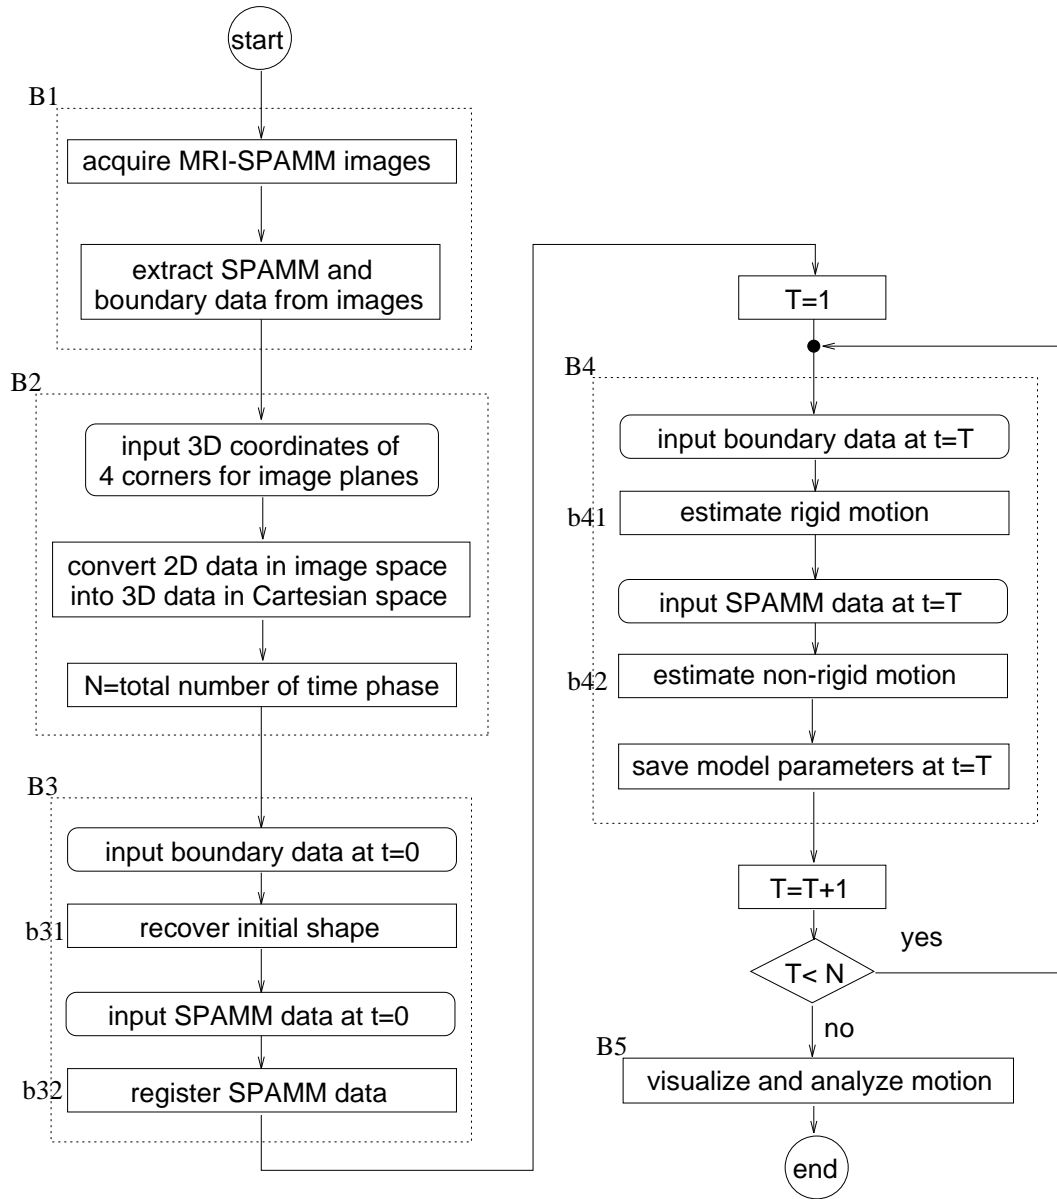 start
B1
acquire MRI-SPAMM images
extract SPAMM and
boundary data from images
B2
input 3D coordinates of
4 corners for image planes
convert 2D data in image space
into 3D data in Cartesian space
N=total number of time phase
B3
input boundary data at t=0
b31
recover initial shape
input SPAMM data at t=0
b32
register SPAMM data
T=1
B4
input boundary data at t=T
b41
estimate rigid motion
input SPAMM data at t=T
b42
estimate non-rigid motion
save model parameters at t=T
T=T+1
T< N
yes
no
B5
visualize and analyze motion
end